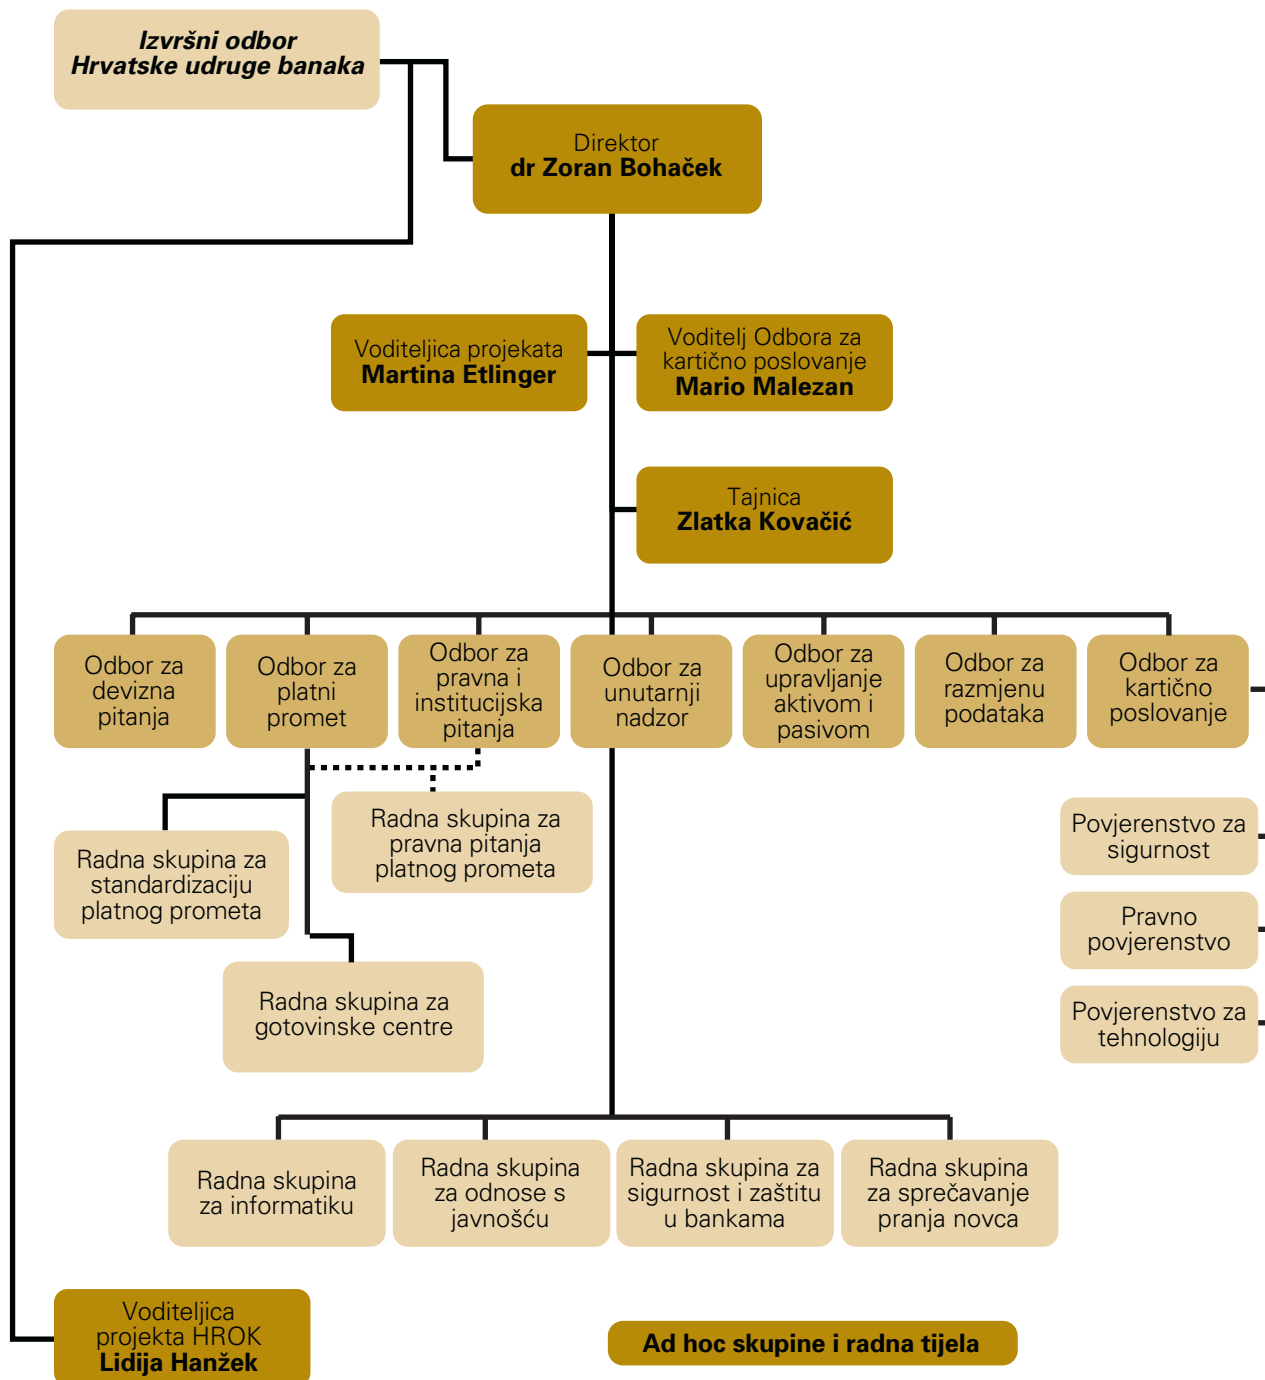 Izvršni odbor
Hrvatske udruge banaka
Direktor
dr Zoran Bohaček
Voditeljica projekata
Martina Etlinger
Voditelj Odbora za
kartično poslovanje
Mario Malezan
Tajnica
Zlatka Kovačić
Odbor za
devizna
pitanja
Odbor za
platni
promet
Odbor za
pravna i
institucijska
pitanja
Odbor za
unutarnji
nadzor
Odbor za
upravljanje
aktivom i
pasivom
Odbor za
razmjenu
podataka
Odbor za
kartično
poslovanje
Radna skupina za
standardizaciju
platnog prometa
Radna skupina za
pravna pitanja
platnog prometa
Radna skupina za
gotovinske centre
Povjerenstvo za
sigurnost
Pravno
povjerenstvo
Povjerenstvo za
tehnologiju
Radna skupina
za informatiku
Radna skupina
za odnose s
javnošću
Radna skupina za
sigurnost i zaštitu
u bankama
Radna skupina
za sprečavanje
pranja novca
Voditeljica
projekta HROK
Lidija Hanžek
Ad hoc skupine i radna tijela